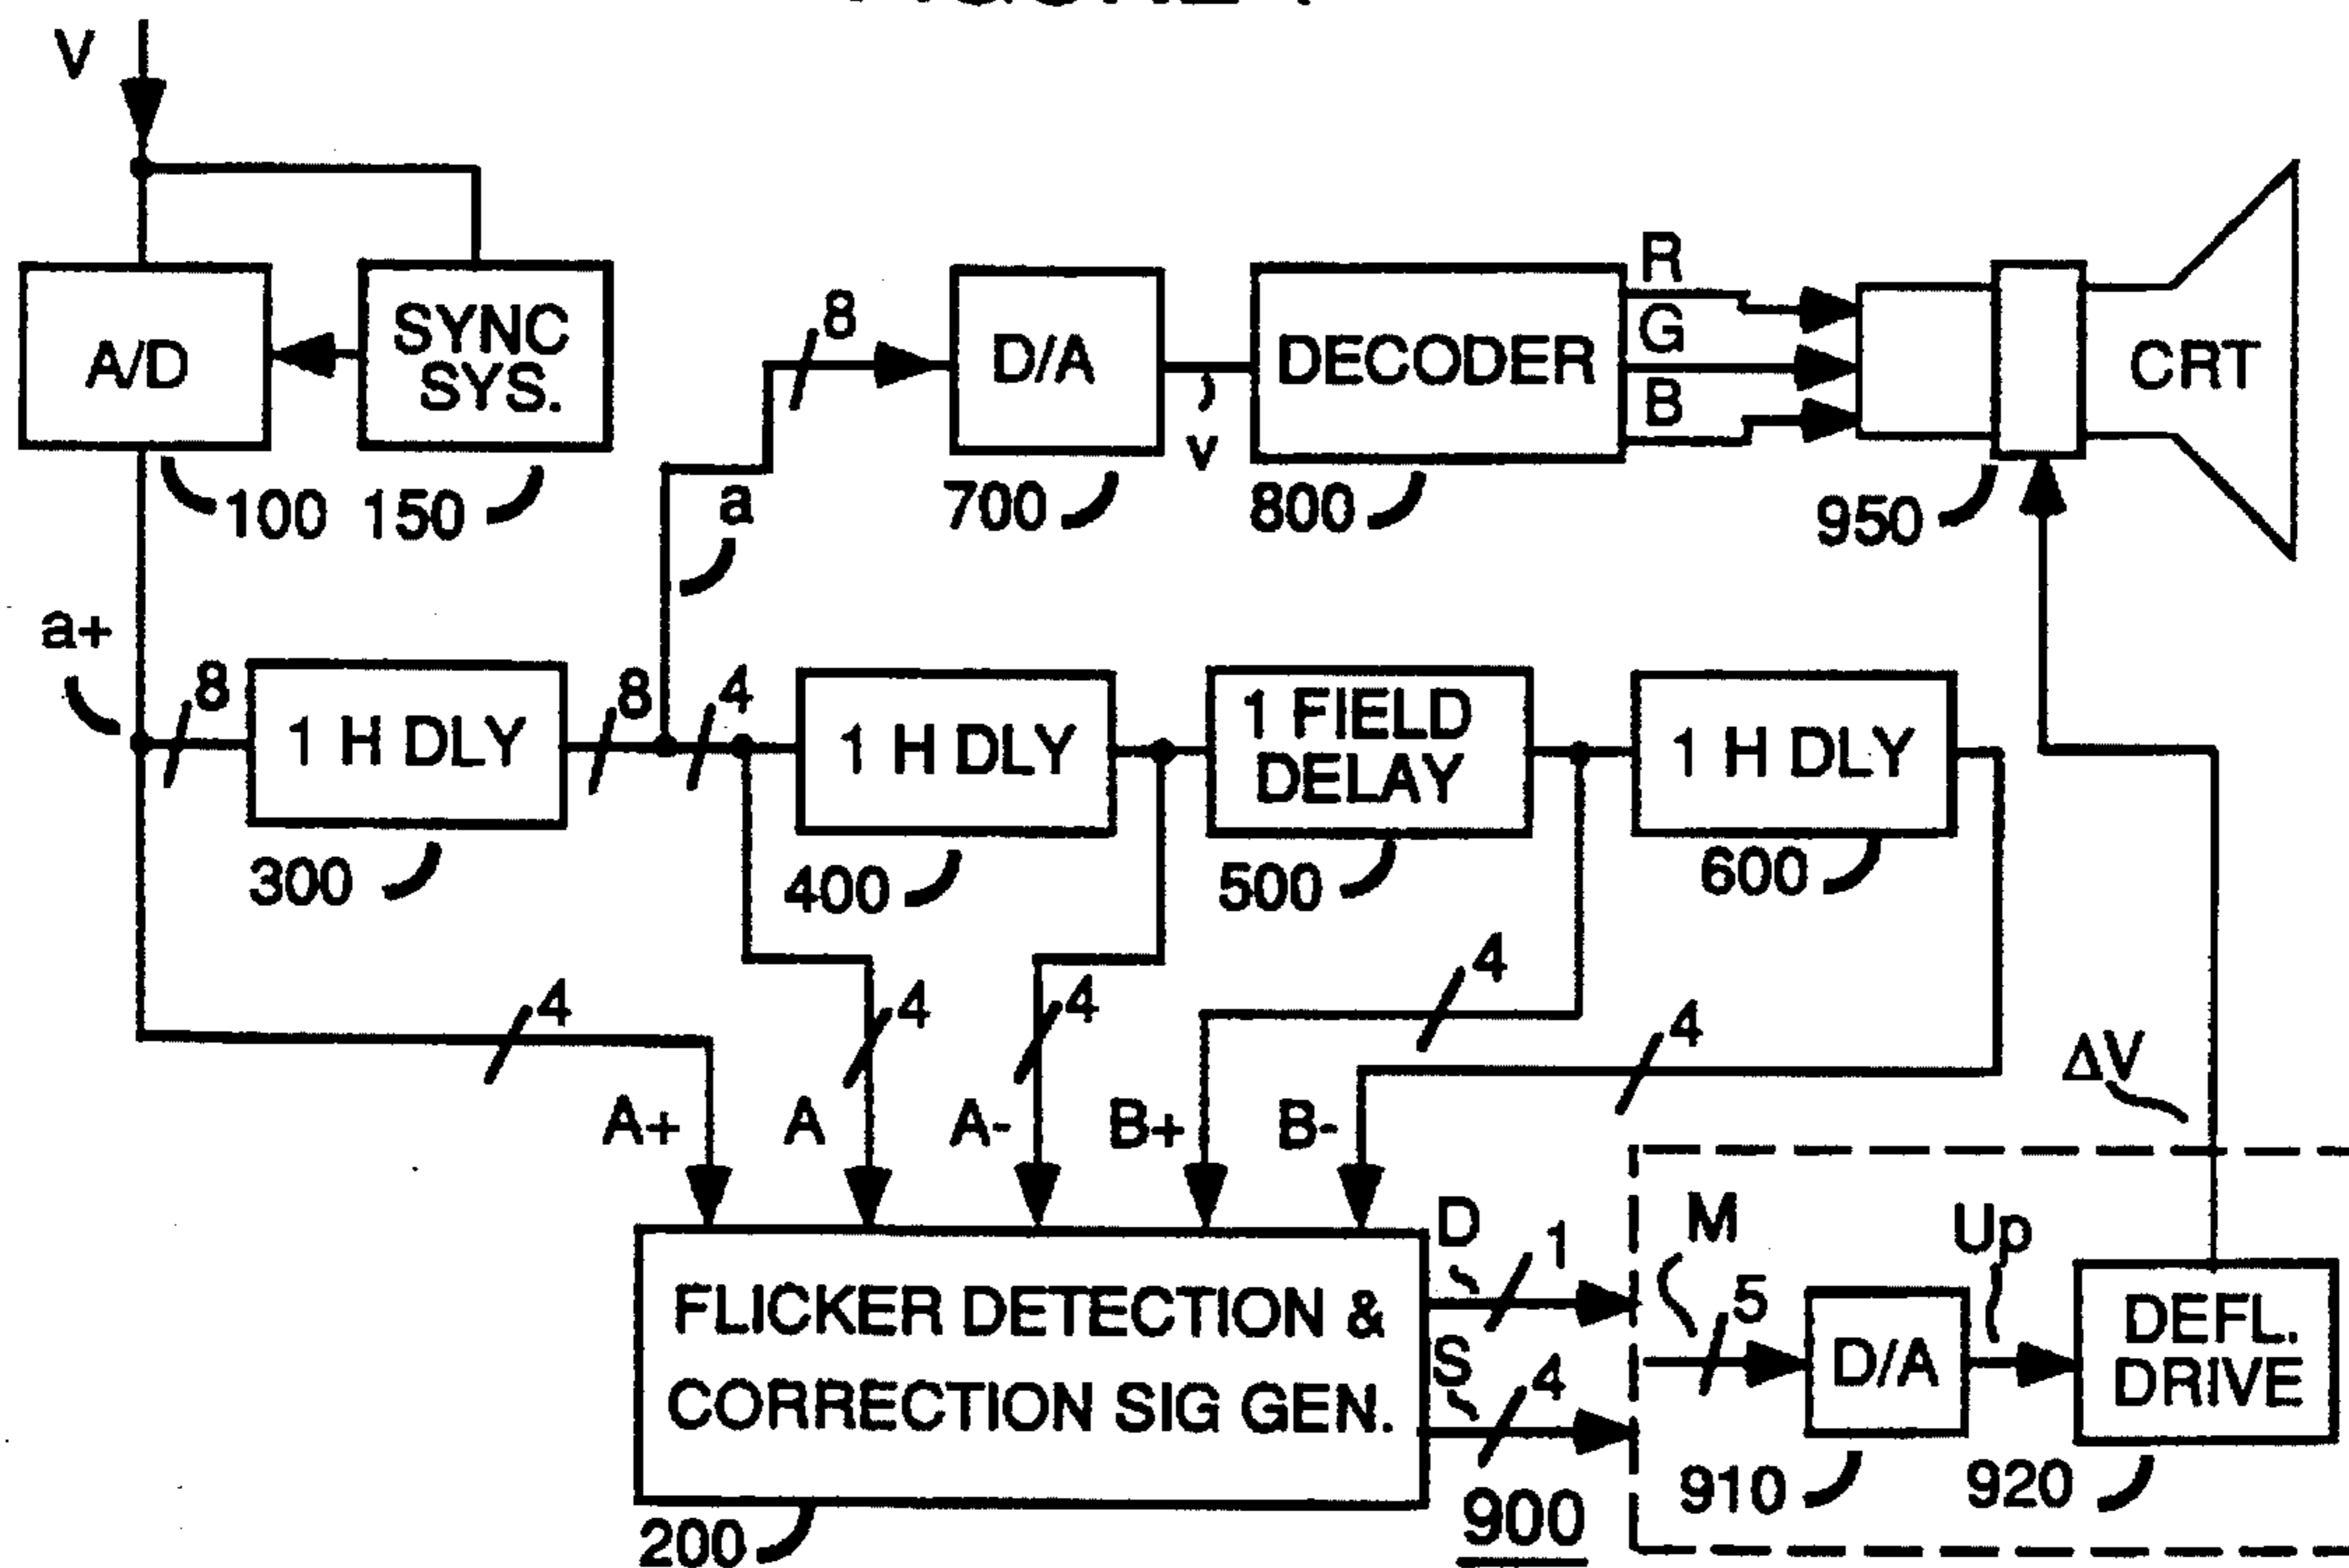 V
A/D
SYNC
SYS.
100
150
8
D/A
v
DECODER
R
G
B
CRT
700
800
950
a
a+
8
1 H DLY
8
4
1 H DLY
1 FIELD
DELAY
1 H DLY
300
400
500
600
4
4
4
4
4
A+
A
A-
B+
B-
ΔV
FLICKER DETECTION &
CORRECTION SIG GEN.
D
1
S
4
M
5
D/A
Up
DEFL.
DRIVE
200
900
910
920